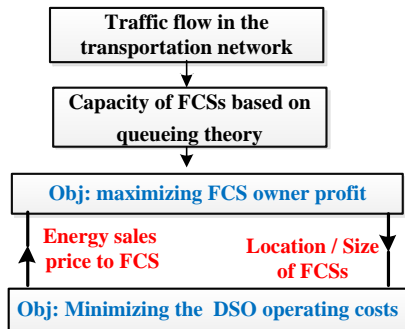 Traffic flow in the
transportation network
Capacity of FCSs based on
queueing theory
Obj: maximizing FCS owner profit
Energy sales
price to FCS
Location / Size
of FCSs
Obj: Minimizing the DSO operating costs